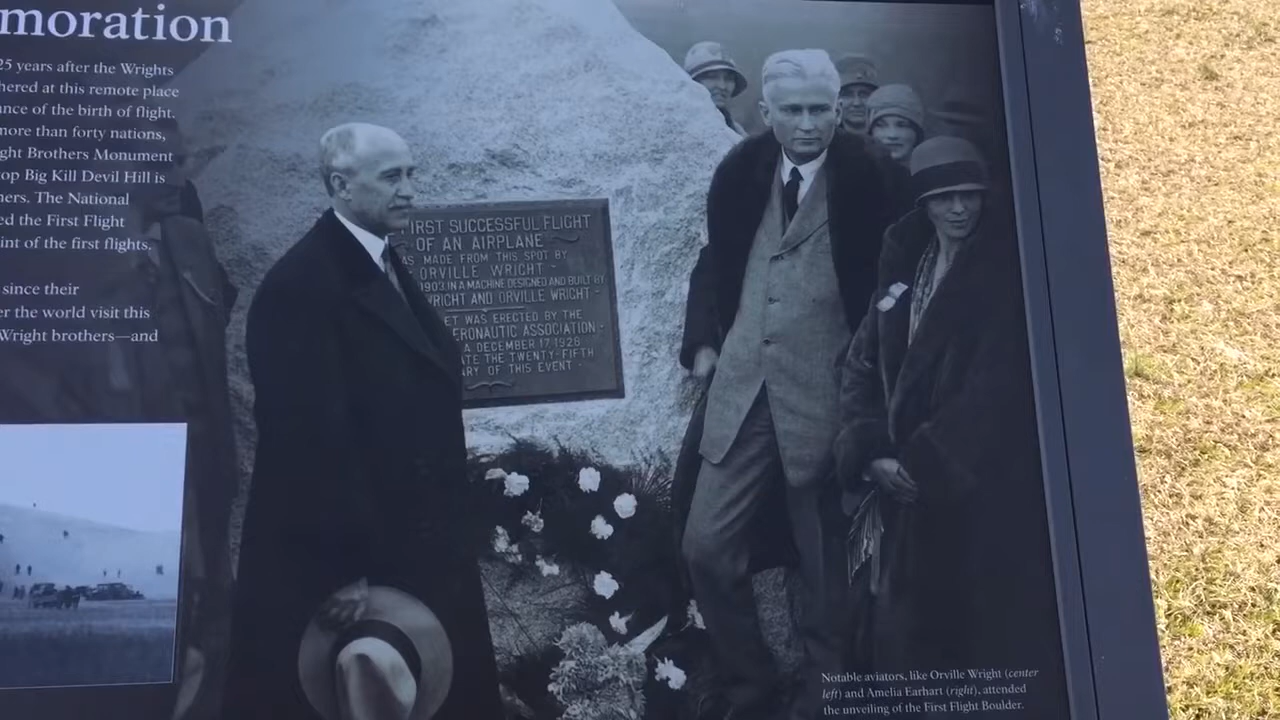 moration
25 years after the Wrights
hered at this remote place
ance of the birth of flight.
more than forty nations,
ght Brothers Monument
top Big Kill Devil Hill is
ners. The National
ed the First Flight
int of the first flights.
since their
er the world visit this
Wright brothers—and
FIRST SUCCESSFUL FLIGHT
OF AN AIRPLANE
AS MADE FROM THIS SPOT BY
ORVILLE WRIGHT
1903 IN A MACHINE DESIGNED AND BUILT BY
WRIGHT AND ORVILLE WRIGHT
ET WAS ERECTED BY THE
ERONAUTIC ASSOCIATION
A DECEMBER 17, 1928
ATE THE TWENTY-FIFTH
ARY OF THIS EVENT
Notable aviators, like Orville Wright (center
left) and Amelia Earhart (right), attended
the unveiling of the First Flight Boulder.